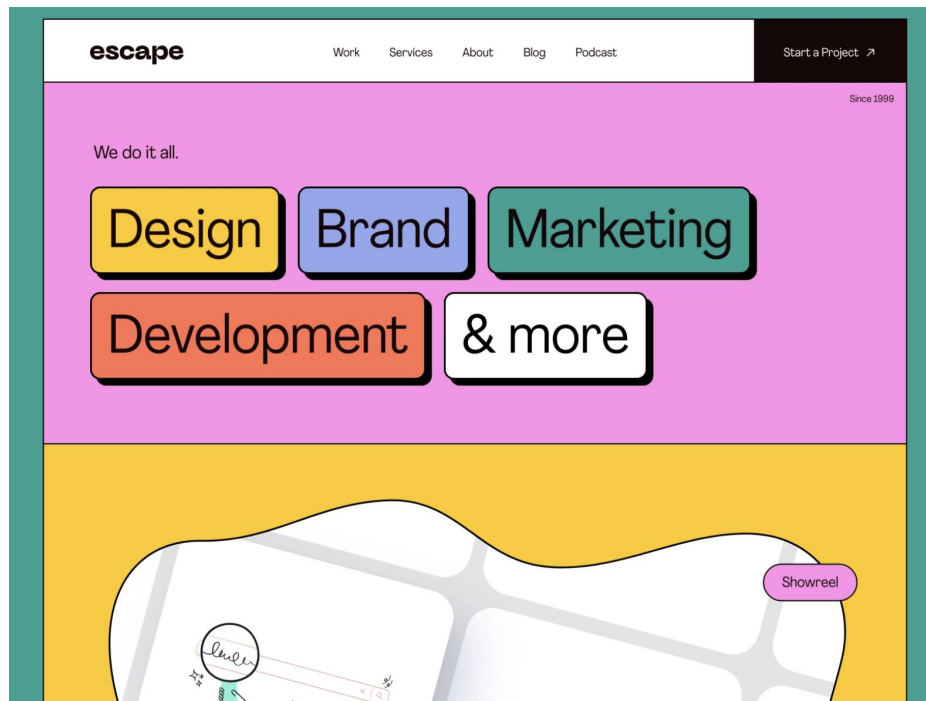 escape
Work Services About Blog Podcast
Start a Project ↗
Since 1999
We do it all.
Design Brand Marketing
Development & more
Showreel